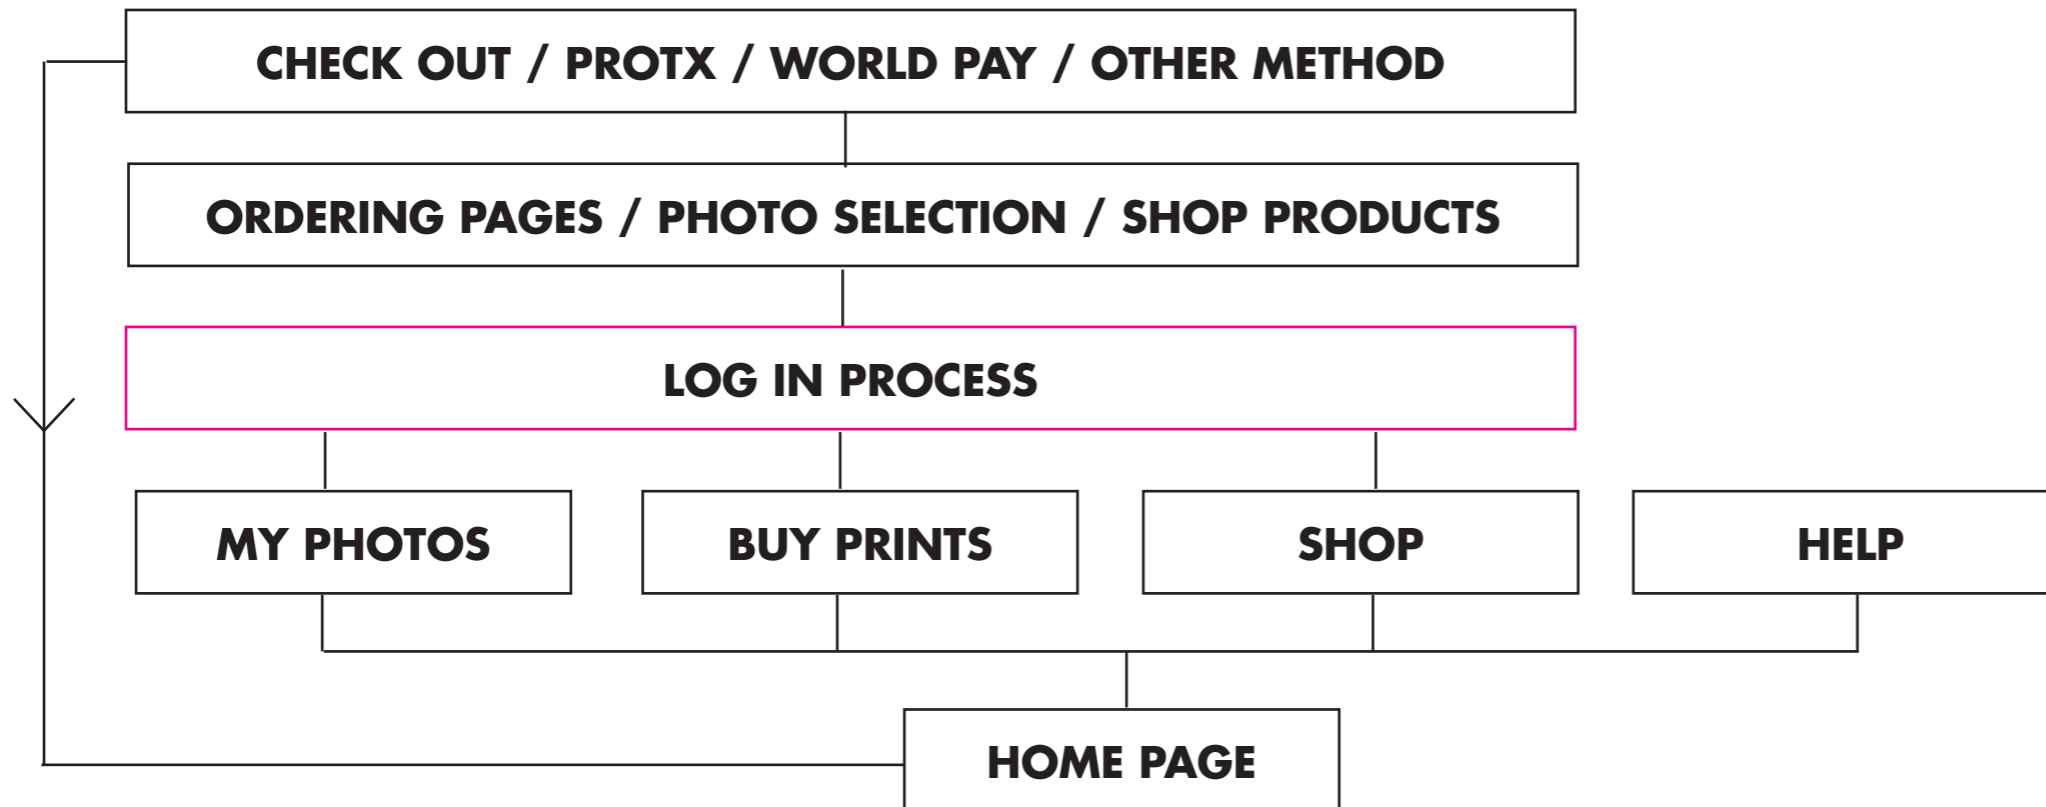 CHECK OUT / PROTX / WORLD PAY / OTHER METHOD
ORDERING PAGES / PHOTO SELECTION / SHOP PRODUCTS
LOG IN PROCESS
MY PHOTOS
BUY PRINTS
SHOP
HELP
HOME PAGE